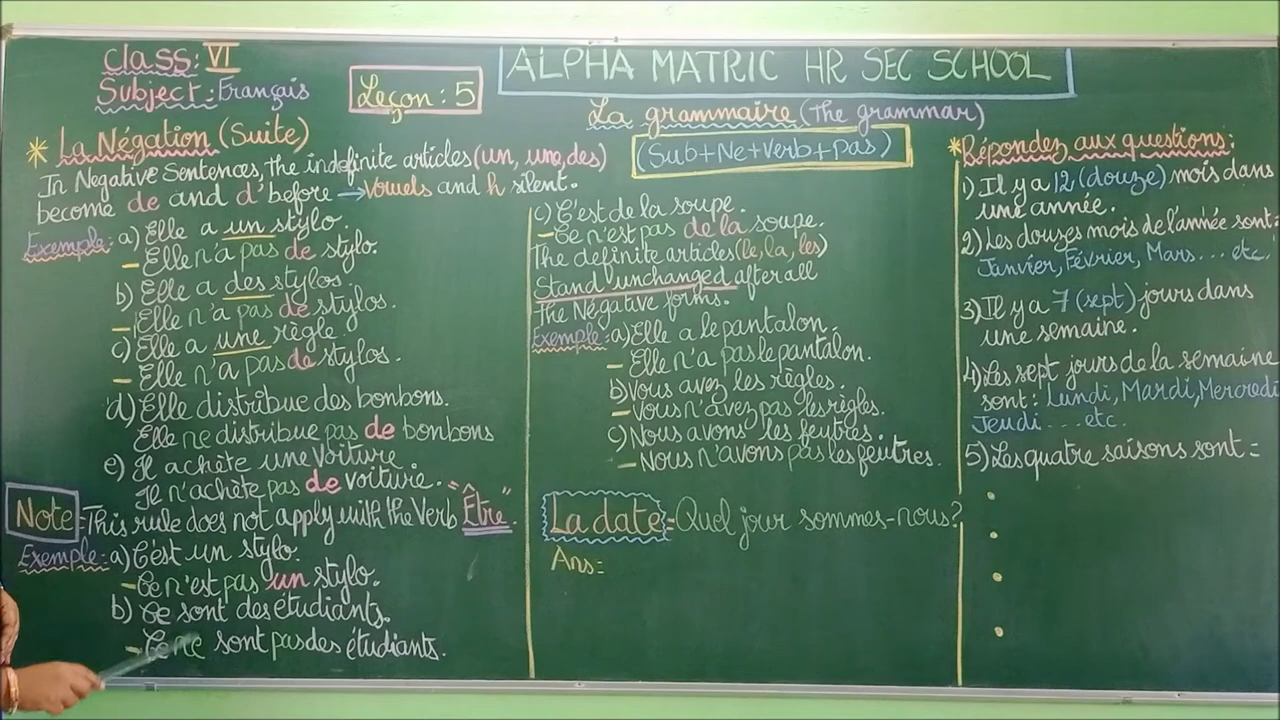 Class: VI
Subject: Français
Leçon: 5
ALPHA MATRIC HR SEC SCHOOL
La grammaire (The grammar)
(Sub+Ne+Verb+pas)
* La Négation (Suite)
In Negative Sentences, the indefinite articles (un, une, des)
become de and d' before → Vowels and h silent.
Exemple: a) Elle a un stylo.
- Elle n'a pas de stylo.
b) Elle a des stylos.
- Elle n'a pas de stylos.
c) Elle a une règle.
- Elle n'a pas de stylos.
d) Elle distribue des bonbons.
Elle ne distribue pas de bonbons
e) Il achète une voiture.
Il n'achète pas de voiture.
Note = This rule does not apply with the Verb "Être".
Exemple: a) C'est un stylo.
- Ce n'est pas un stylo.
b) Ce sont des étudiants.
- Ce ne sont pas des étudiants.
c) C'est de la soupe.
- Ce n'est pas de la soupe.
The definite articles (le, la, les)
Stand unchanged after all
The Négative forms.
Exemple: a) Elle a le pantalon.
- Elle n'a pas le pantalon.
b) Vous avez les règles.
- Vous n'avez pas les règles.
c) Nous avons les feutres.
- Nous n'avons pas les feutres.
La date = Quel jour sommes-nous?
Ans:
* Répondez aux questions:
1) Il y a 12 (douze) mois dans
une année.
2) Les douzes mois de l'année sont:
Janvier, Février, Mars... etc.
3) Il y a 7 (sept) jours dans
une semaine.
4) Les sept jours de la semaine
sont: Lundi, Mardi, Mercredi
Jeudi... etc.
5) Les quatre saisons sont =